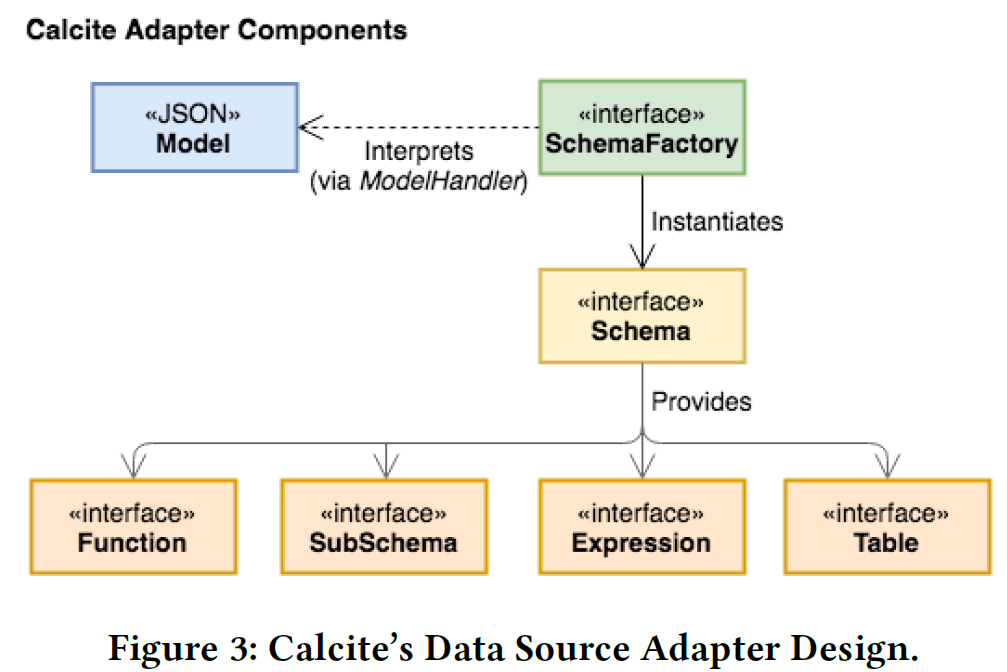 Calcite Adapter Components
«JSON»
Model
«interface»
SchemaFactory
Interprets
(via ModelHandler)
Instantiates
«interface»
Schema
Provides
«interface»
Function
«interface»
SubSchema
«interface»
Expression
«interface»
Table
Figure 3: Calcite’s Data Source Adapter Design.